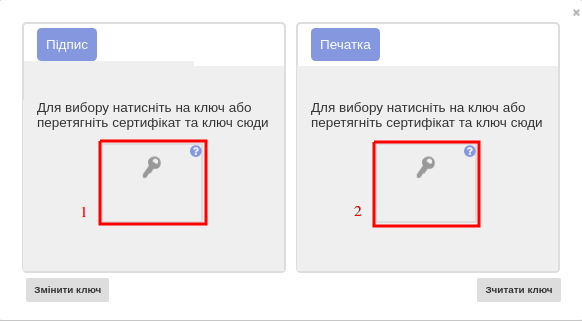 Підпис
Для вибору натисніть на ключ або
перетягніть сертифікат та ключ сюди
?
1
Печатка
Для вибору натисніть на ключ або
перетягніть сертифікат та ключ сюди
?
2
Змінити ключ
Зчитати ключ